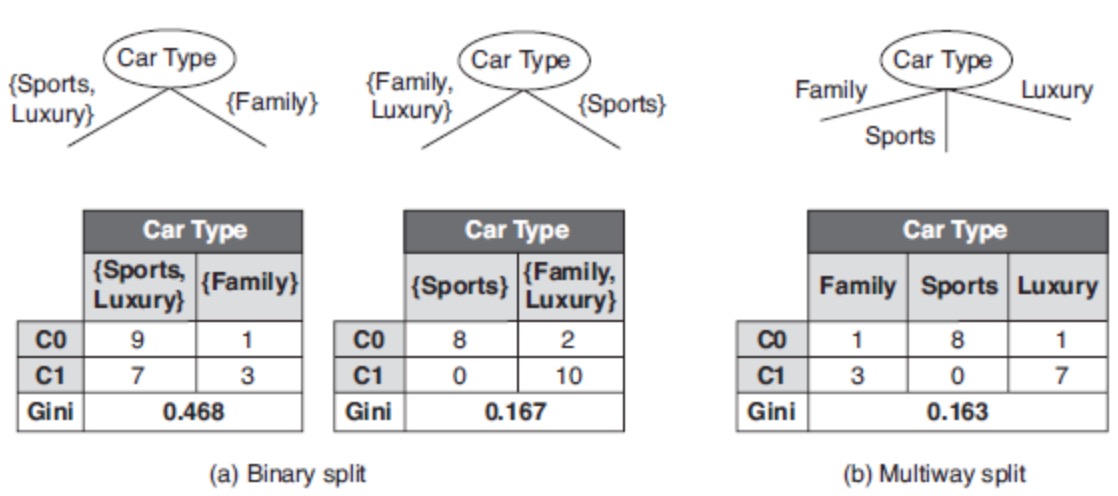 Car Type
{Sports,
Luxury}
{Family}
Car Type
{Family,
Luxury}
{Sports}
Car Type
Family
Sports
Luxury
Car Type
{Sports,
Luxury}
{Family}
C0 9 1
C1 7 3
Gini 0.468
Car Type
{Sports}
{Family,
Luxury}
C0 8 2
C1 0 10
Gini 0.167
(a) Binary split
Car Type
Family Sports Luxury
C0 1 8 1
C1 3 0 7
Gini 0.163
(b) Multiway split